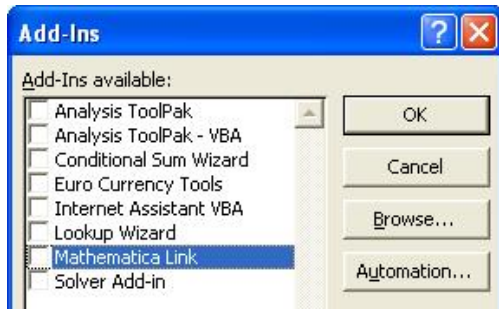 Add-Ins
Add-Ins available:
Analysis ToolPak
Analysis ToolPak - VBA
Conditional Sum Wizard
Euro Currency Tools
Internet Assistant VBA
Lookup Wizard
Mathematica Link
Solver Add-in
OK
Cancel
Browse...
Automation...